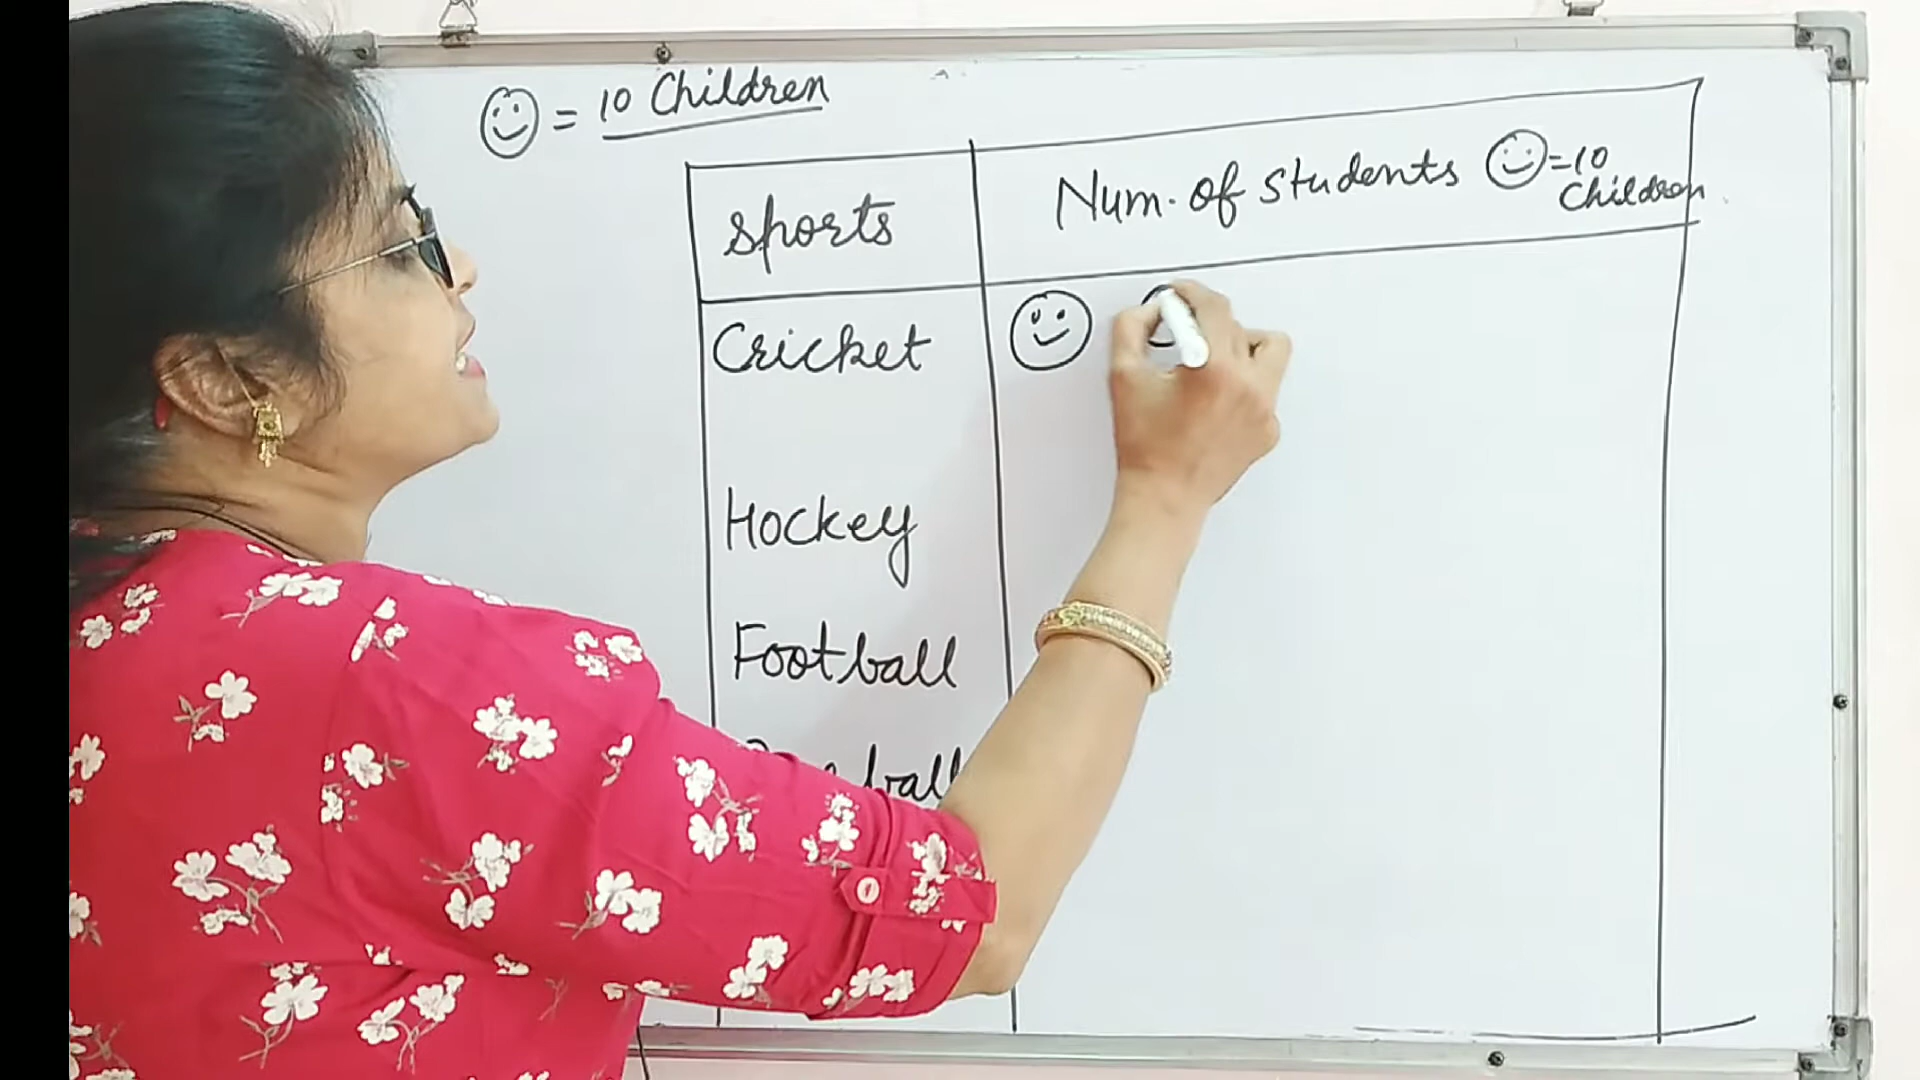 = 10 Children
Sports
Num. of students
=10
Children
Cricket
Hockey
Football